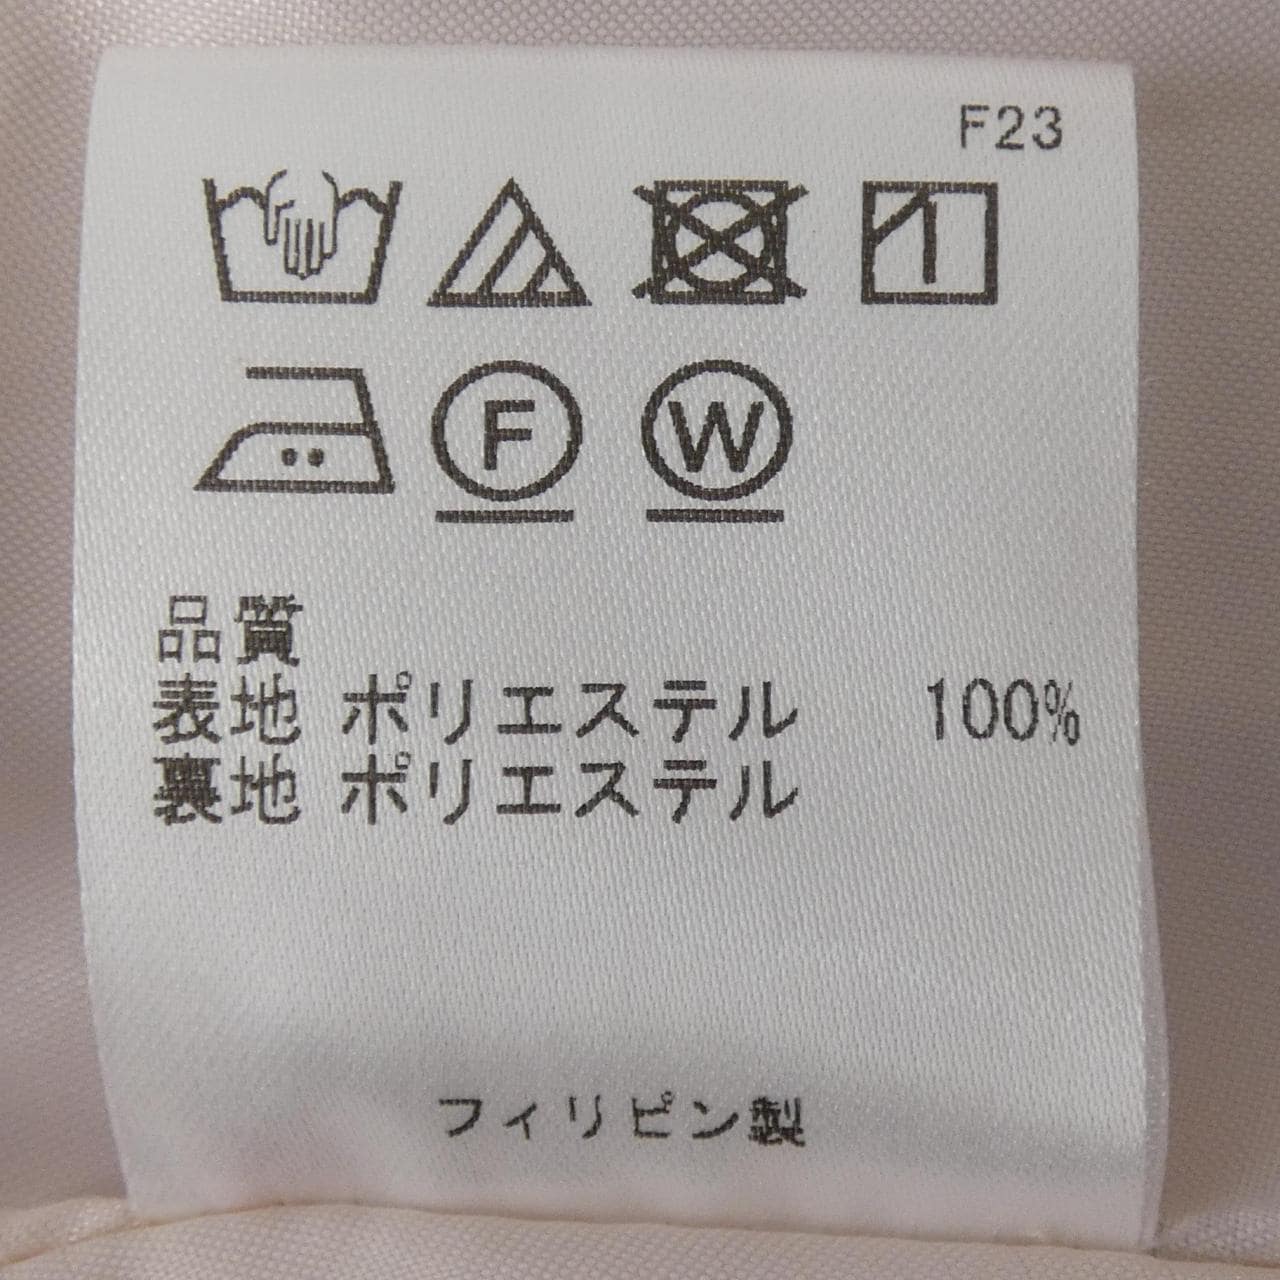 F23
F W
品質
表地 ポリエステル 100%
裏地 ポリエステル
フィリピン製